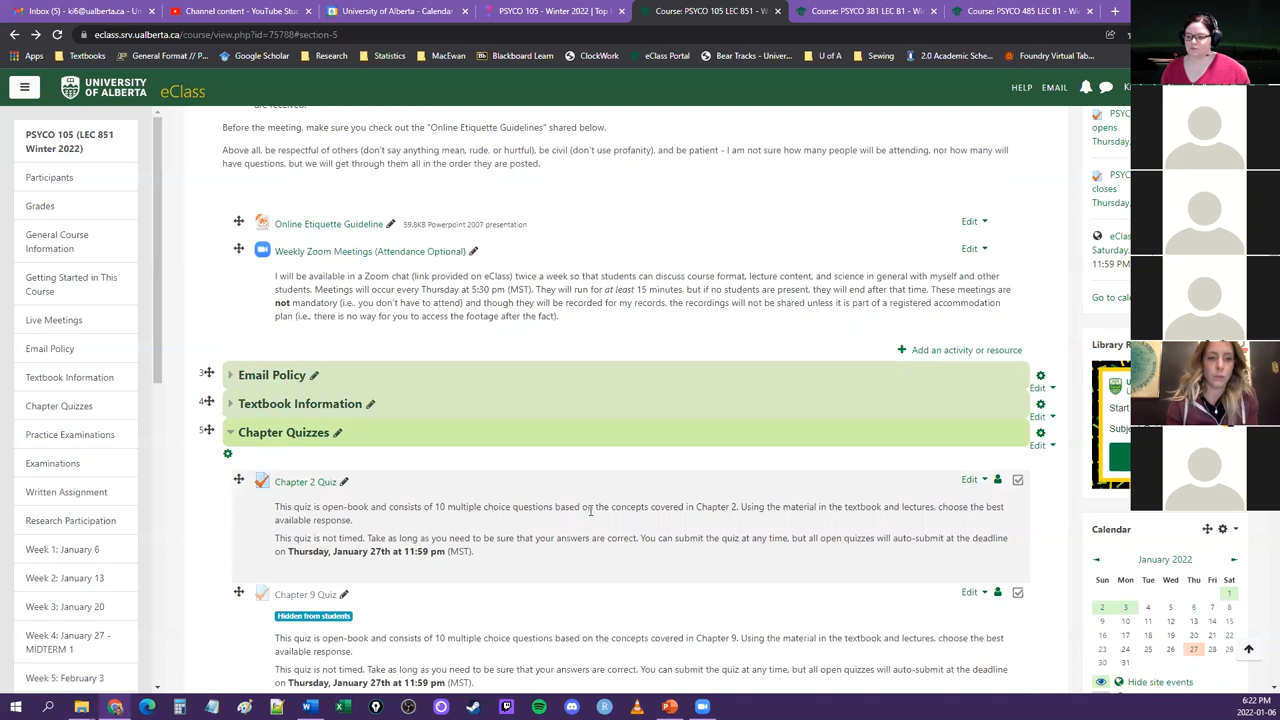 ki6@ualberta.ca
YouTube
University of Alberta - Calendar
PSYCO 105 - Winter 2022 | Top
Course: PSYCO 105 LEC 851 - Wi
Course: PSYCO 381 LEC B1 - Wi
Course: PSYCO 485 LEC B1 - Wi
eclass.srv.ualberta.ca/course/view.php?id=75768#section-5
Apps
Textbooks
General Format // P...
Google Scholar
Research
Statistics
MacEwan
Blackboard Learn
ClockWork
eClass Portal
Bear Tracks
U of A
Sewing
2.0 Academic Sche...
Foundry Virtual Tab...
UNIVERSITY
OF ALBERTA
eClass
HELP
EMAIL
PSYCO 105 (LEC 851
Winter 2022)
Participants
Grades
General Course
Information
Getting Started in This
Course
Live Meetings
Email Policy
Textbook Information
Chapter Quizzes
Practice Examinations
Examinations
Written Assignment
Research Participation
Week 1: January 6
Week 2: January 13
Week 3: January 20
Week 4: January 27 -
MIDTERM 1
Week 5: February 3
are received.
Before the meeting, make sure you check out the "Online Etiquette Guidelines" shared below.
Above all, be respectful of others (don't say anything mean, rude, or hurtful), be civil (don't use profanity), and be patient - I am not sure how many people will be attending, nor how many will
have questions, but we will get through them all in the order they are posted.
Online Etiquette Guideline
59.8KB Powerpoint 2007 presentation
Edit
Weekly Zoom Meetings (Attendance Optional)
Edit
I will be available in a Zoom chat (link provided on eClass) twice a week so that students can discuss course format, lecture content, and science in general with myself and other
students. Meetings will occur every Thursday at 5:30 pm (MST). They will run for at least 15 minutes, but if no students are present, they will end after that time. These meetings are
not mandatory (i.e., you don't have to attend) and though they will be recorded for my records, the recordings will not be shared unless it is part of a registered accommodation
plan (i.e., there is no way for you to access the footage after the fact).
+ Add an activity or resource
3
Email Policy
Edit
4
Textbook Information
Edit
5
Chapter Quizzes
Edit
Chapter 2 Quiz
Edit
This quiz is open-book and consists of 10 multiple choice questions based on the concepts covered in Chapter 2. Using the material in the textbook and lectures, choose the best
available response.
This quiz is not timed. Take as long as you need to be sure that your answers are correct. You can submit the quiz at any time, but all open quizzes will auto-submit at the deadline
on Thursday, January 27th at 11:59 pm (MST).
Chapter 9 Quiz
Edit
Hidden from students
This quiz is open-book and consists of 10 multiple choice questions based on the concepts covered in Chapter 9. Using the material in the textbook and lectures, choose the best
available response.
This quiz is not timed. Take as long as you need to be sure that your answers are correct. You can submit the quiz at any time, but all open quizzes will auto-submit at the deadline
on Thursday, January 27th at 11:59 pm (MST).
PSYC
opens
Thursday,
PSYC
closes
Thursday,
eClas
Saturday,
11:59 PM
Go to cale
Library R
Start
Subje
Calendar
January 2022
Sun Mon Tue Wed Thu Fri Sat
1
2 3 4 5 6 7 8
9 10 11 12 13 14 15
16 17 18 19 20 21 22
23 24 25 26 27 28 29
30 31
Hide site events
6:22 PM
2022-01-06